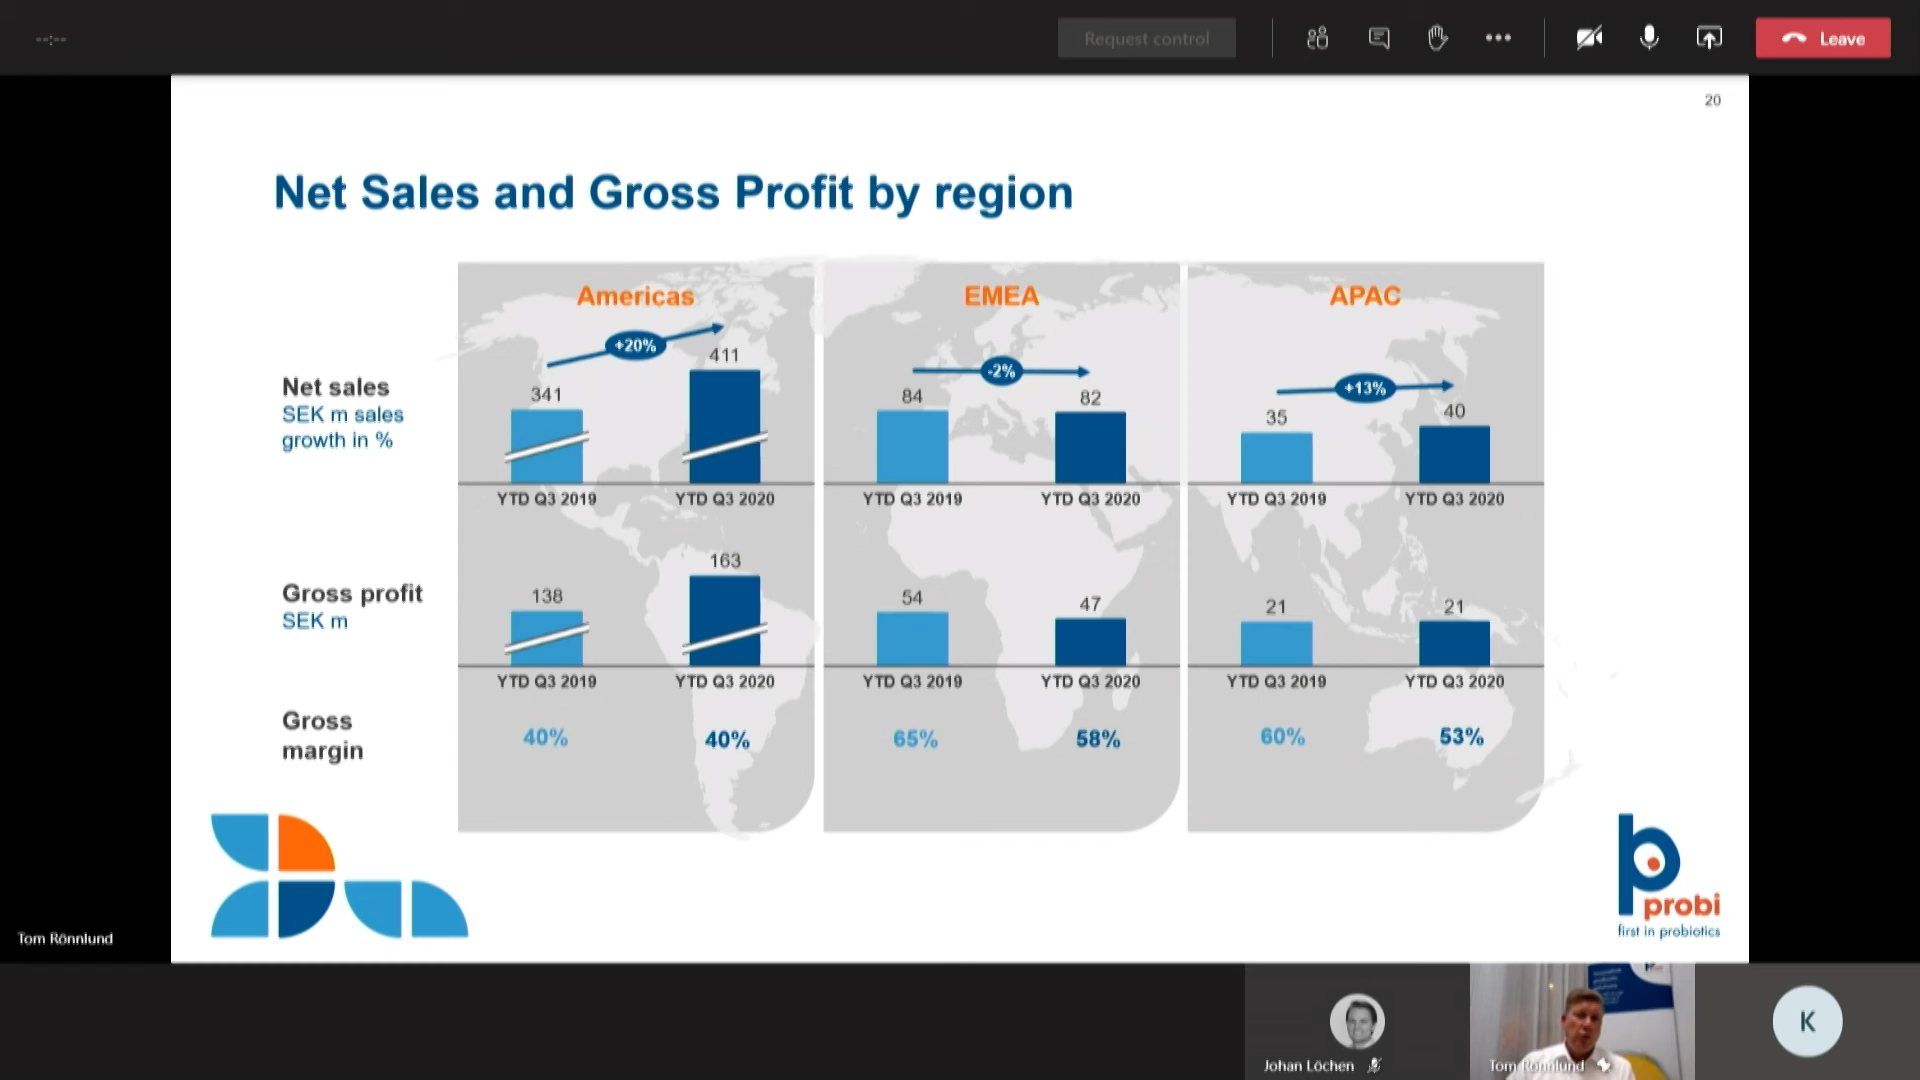 --:--
Request control
Leave
20
Net Sales and Gross Profit by region
Americas
EMEA
APAC
+20%
-2%
+13%
Net sales
SEK m sales
growth in %
341
411
84
82
35
40
YTD Q3 2019
YTD Q3 2020
YTD Q3 2019
YTD Q3 2020
YTD Q3 2019
YTD Q3 2020
Gross profit
SEK m
138
163
54
47
21
21
YTD Q3 2019
YTD Q3 2020
YTD Q3 2019
YTD Q3 2020
YTD Q3 2019
YTD Q3 2020
Gross
margin
40%
40%
65%
58%
60%
53%
probi
first in probiotics
Tom Rönnlund
Johan Löchen
Tom Rönnlund
K